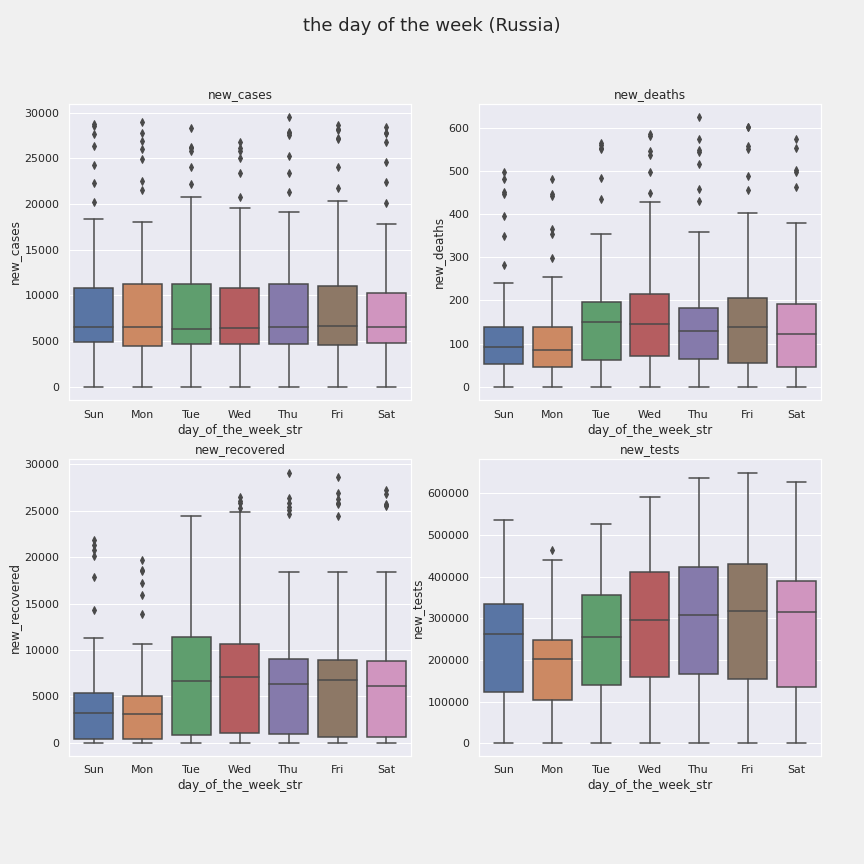 the day of the week (Russia)
new_cases
new_cases
30000
25000
20000
15000
10000
5000
0
Sun Mon Tue Wed Thu Fri Sat
day_of_the_week_str
new_deaths
new_deaths
600
500
400
300
200
100
0
Sun Mon Tue Wed Thu Fri Sat
day_of_the_week_str
new_recovered
new_recovered
30000
25000
20000
15000
10000
5000
0
Sun Mon Tue Wed Thu Fri Sat
day_of_the_week_str
new_tests
new_tests
600000
500000
400000
300000
200000
100000
0
Sun Mon Tue Wed Thu Fri Sat
day_of_the_week_str